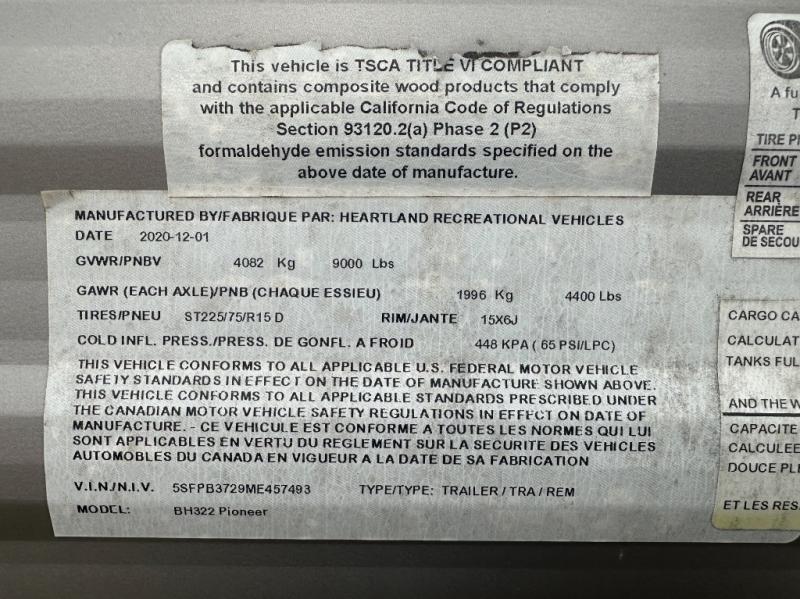 This vehicle is TSCA TITLE VI COMPLIANT
and contains composite wood products that comply
with the applicable California Code of Regulations
Section 93120.2(a) Phase 2 (P2)
formaldehyde emission standards specified on the
above date of manufacture.
MANUFACTURED BY/FABRIQUE PAR: HEARTLAND RECREATIONAL VEHICLES
DATE 2020-12-01
GVWR/PNBV 4082 Kg 9000 Lbs
GAWR (EACH AXLE)/PNB (CHAQUE ESSIEU) 1996 Kg 4400 Lbs
TIRES/PNEU ST225/75/R15 D RIM/JANTE 15X6J
COLD INFL. PRESS./PRESS. DE GONFL. A FROID 448 KPA ( 65 PSI/LPC)
THIS VEHICLE CONFORMS TO ALL APPLICABLE U.S. FEDERAL MOTOR VEHICLE
SAFETY STANDARDS IN EFFECT ON THE DATE OF MANUFACTURE SHOWN ABOVE.
THIS VEHICLE CONFORMS TO ALL APPLICABLE STANDARDS PRESCRIBED UNDER
THE CANADIAN MOTOR VEHICLE SAFETY REGULATIONS IN EFFECT ON DATE OF
MANUFACTURE. - CE VEHICULE EST CONFORME A TOUTES LES NORMES QUI LUI
SONT APPLICABLES EN VERTU DU REGLEMENT SUR LA SECURITE DES VEHICLES
AUTOMOBILES DU CANADA EN VIGUEUR A LA DATE DE SA FABRICATION
V.I.N./N.I.V. 5SFPB3729ME457493 TYPE/TYPE: TRAILER / TRA / REM
MODEL: BH322 Pioneer
A fu
T
TIRE P
FRONT
AVANT
REAR
ARRIÈRE
SPARE
DE SECOU
CARGO CA
CALCULAT
TANKS FUL
AND THE W
CAPACITE
CALCULEE
DOUCE PLE
ET LES RES